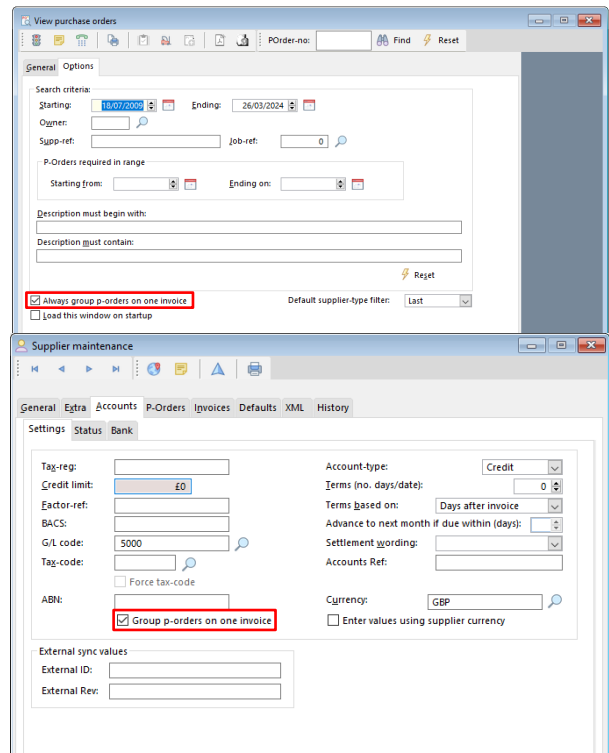 View purchase orders
POrder-no: Find Reset
General Options
Search criteria:
Starting: 18/07/2009 Ending: 26/03/2024
Owner:
Supp-ref: Job-ref: 0
P-Orders required in range
Starting from: Ending on:
Description must begin with:
Description must contain:
Reset
Always group p-orders on one invoice Default supplier-type filter: Last
Load this window on startup
Supplier maintenance
General Extra Accounts P-Orders Invoices Defaults XML History
Settings Status Bank
Tax-reg: Account-type: Credit
Credit limit: £0 Terms (no. days/date): 0
Factor-ref: Terms based on: Days after invoice
BACS: Advance to next month if due within (days):
G/L code: 5000 Settlement wording:
Tax-code: Accounts Ref:
Force tax-code
ABN: Currency: GBP
Group p-orders on one invoice Enter values using supplier currency
External sync values
External ID:
External Rev: